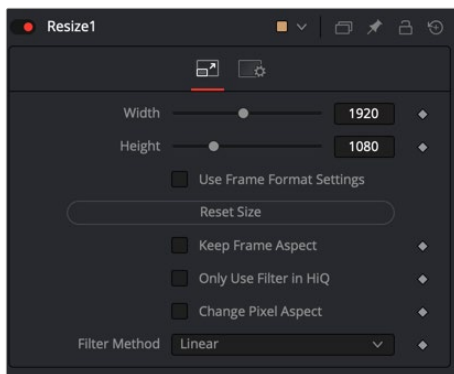 Resize1
Width 1920
Height 1080
Use Frame Format Settings
Reset Size
Keep Frame Aspect
Only Use Filter in HiQ
Change Pixel Aspect
Filter Method Linear